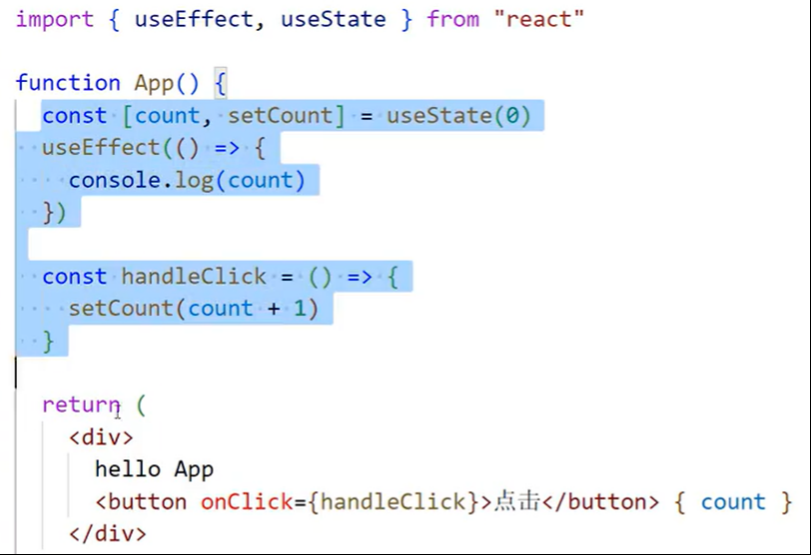 import { useEffect, useState } from "react"
function App() {
const [count, setCount] = useState(0)
useEffect(() => {
console.log(count)
})
const handleClick = () => {
setCount(count + 1)
}
return (
<div>
hello App
<button onClick={handleClick}>点击</button> { count }
</div>